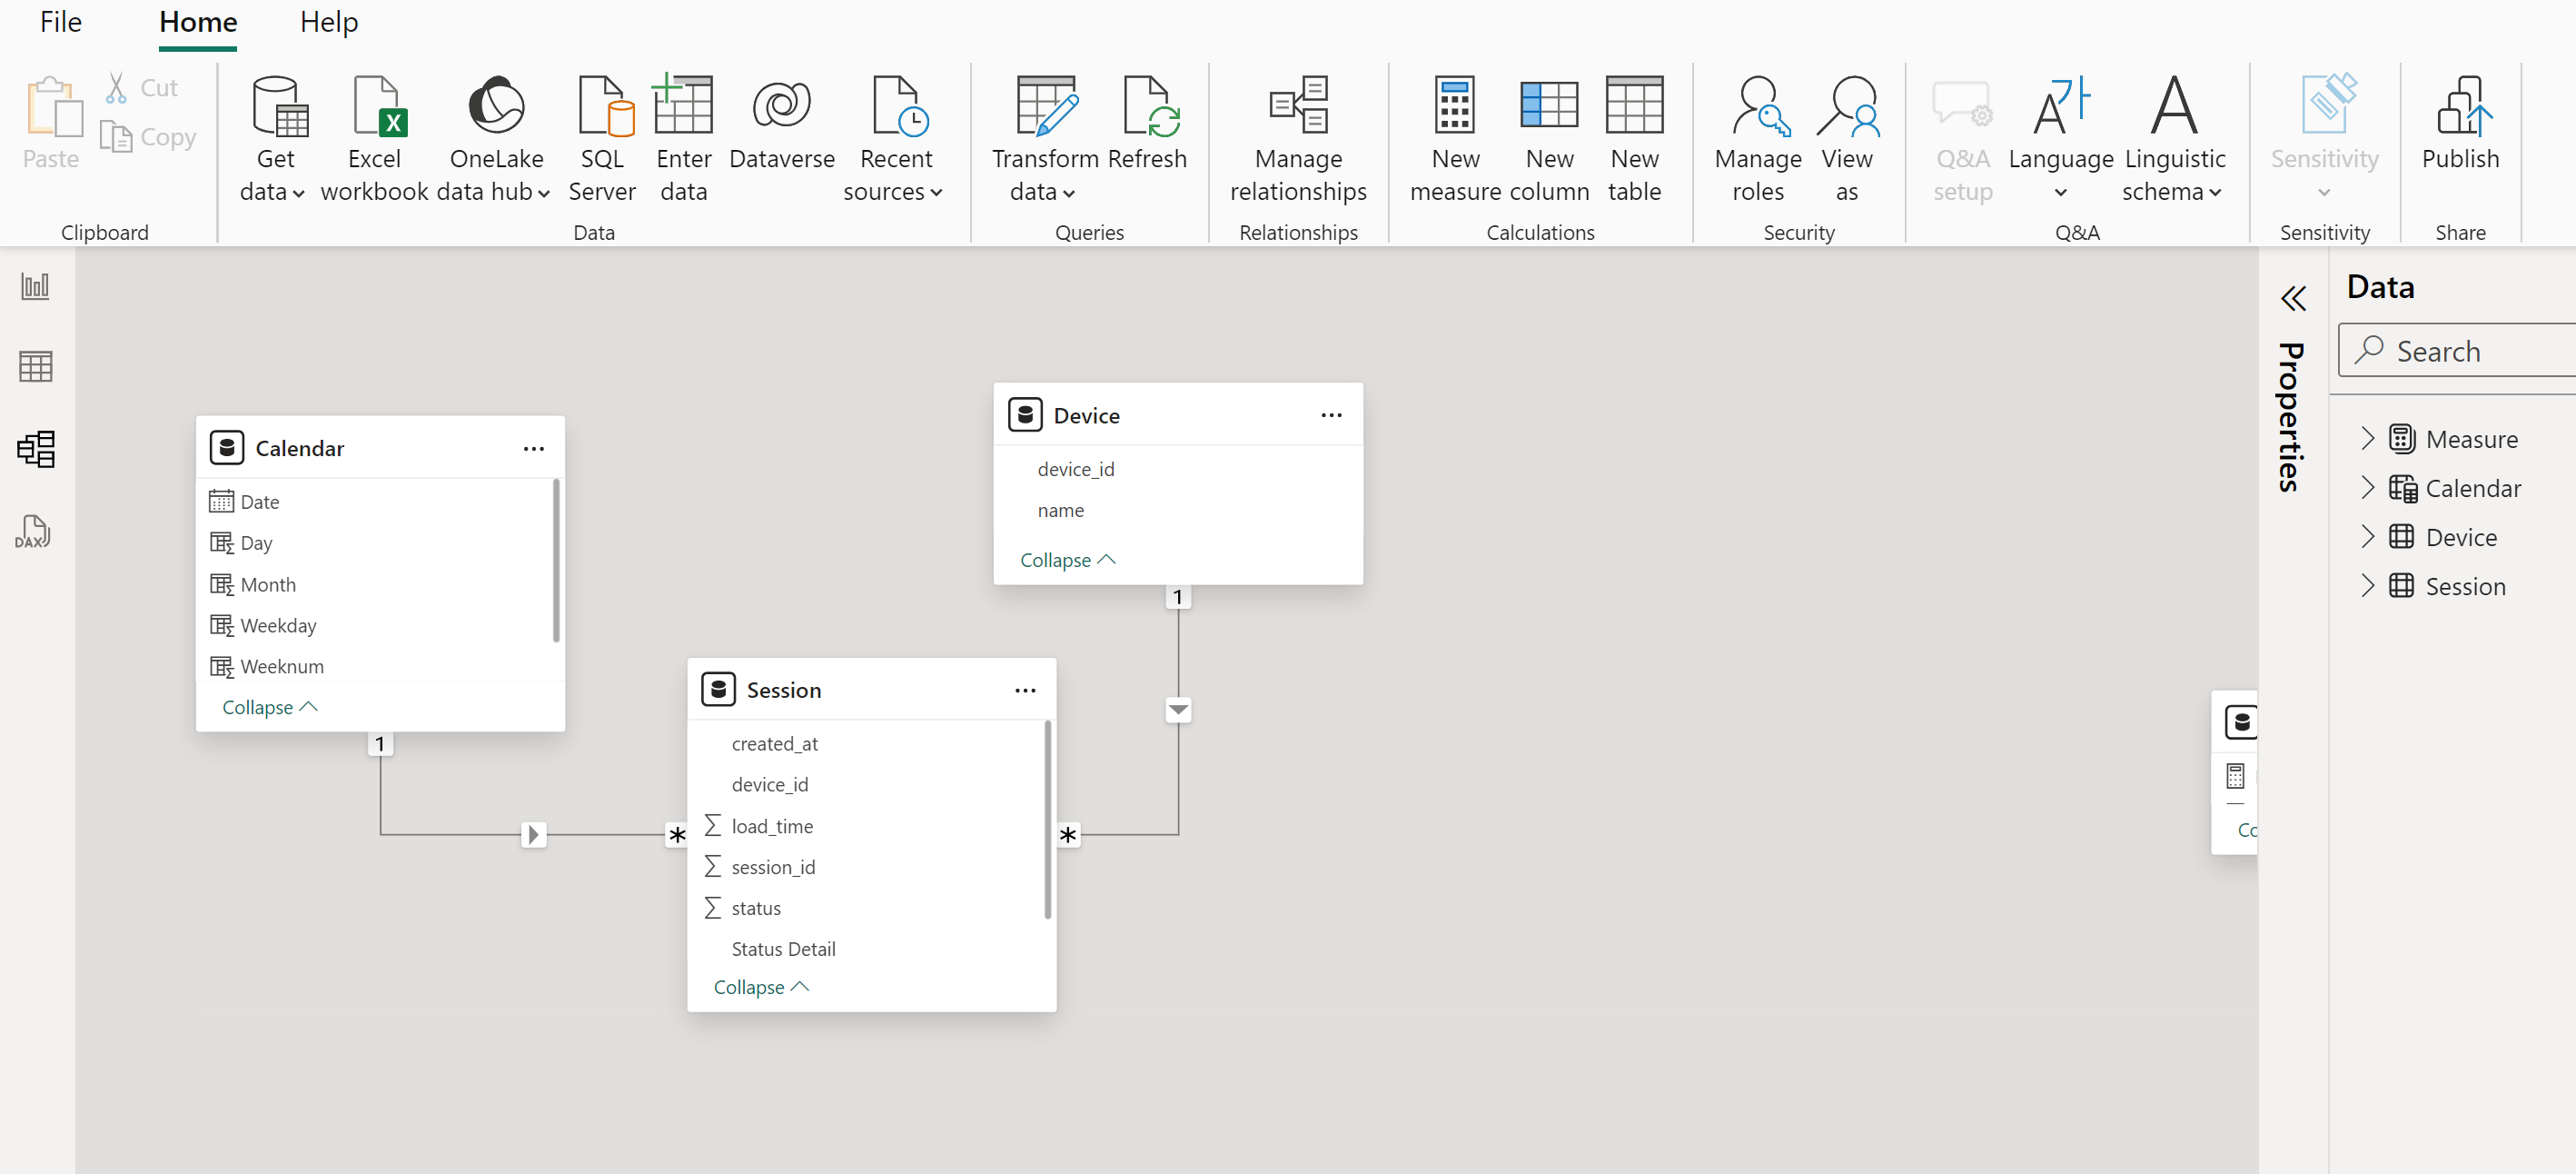 File Home Help
Paste
Cut
Copy
Clipboard
Get data
Excel workbook
OneLake data hub
SQL Server
Enter data
Dataverse
Recent sources
Data
Transform data
Refresh
Queries
Manage relationships
Relationships
New measure
New column
New table
Calculations
Manage roles
View as
Security
Q&A setup
Language
Linguistic schema
Q&A
Sensitivity
Sensitivity
Publish
Share
DAX
Calendar
Date
Day
Month
Weekday
Weeknum
Collapse
1
*
Device
device_id
name
Collapse
1
*
Session
created_at
device_id
load_time
session_id
status
Status Detail
Collapse
Properties
Data
Search
Measure
Calendar
Device
Session